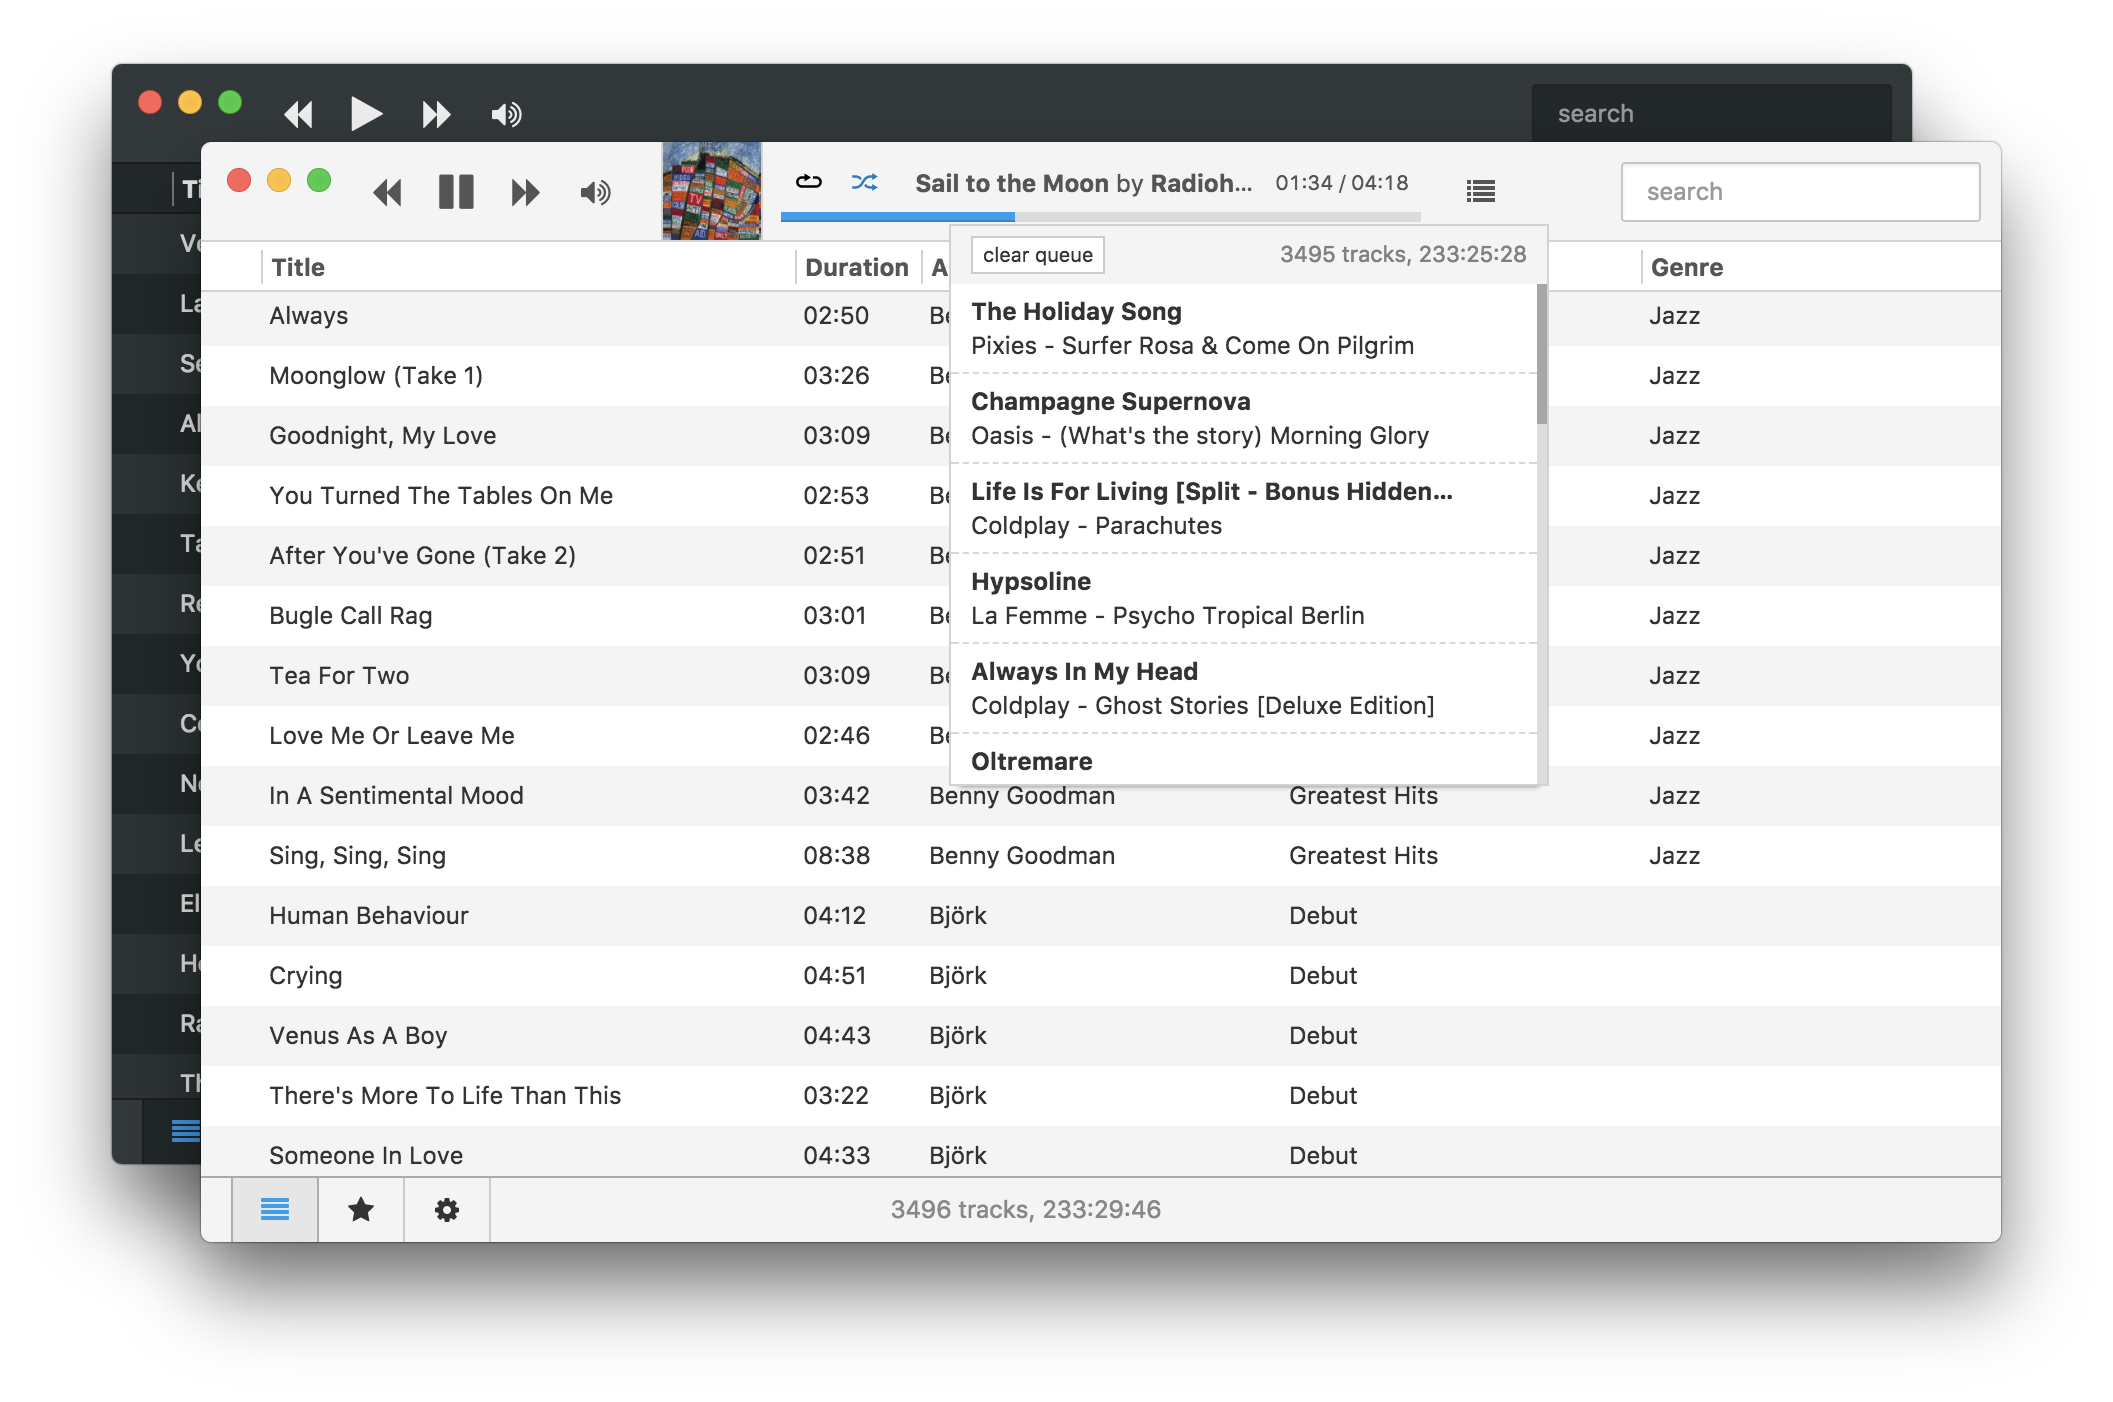 search
Sail to the Moon by Radioh... 01:34 / 04:18
search
clear queue 3495 tracks, 233:25:28
The Holiday Song
Pixies - Surfer Rosa & Come On Pilgrim
Champagne Supernova
Oasis - (What's the story) Morning Glory
Life Is For Living [Split - Bonus Hidden...
Coldplay - Parachutes
Hypsoline
La Femme - Psycho Tropical Berlin
Always In My Head
Coldplay - Ghost Stories [Deluxe Edition]
Oltremare
Title Duration A Genre
Always 02:50 Be Jazz
Moonglow (Take 1) 03:26 Be Jazz
Goodnight, My Love 03:09 Be Jazz
You Turned The Tables On Me 02:53 Be Jazz
After You've Gone (Take 2) 02:51 Be Jazz
Bugle Call Rag 03:01 Be Jazz
Tea For Two 03:09 Be Jazz
Love Me Or Leave Me 02:46 Be Jazz
In A Sentimental Mood 03:42 Benny Goodman Greatest Hits Jazz
Sing, Sing, Sing 08:38 Benny Goodman Greatest Hits Jazz
Human Behaviour 04:12 Björk Debut
Crying 04:51 Björk Debut
Venus As A Boy 04:43 Björk Debut
There's More To Life Than This 03:22 Björk Debut
Someone In Love 04:33 Björk Debut
3496 tracks, 233:29:46
Ti
Ve
La
Se
Al
Ke
Ta
Re
Yo
Co
Ne
Le
El
He
Ra
Th